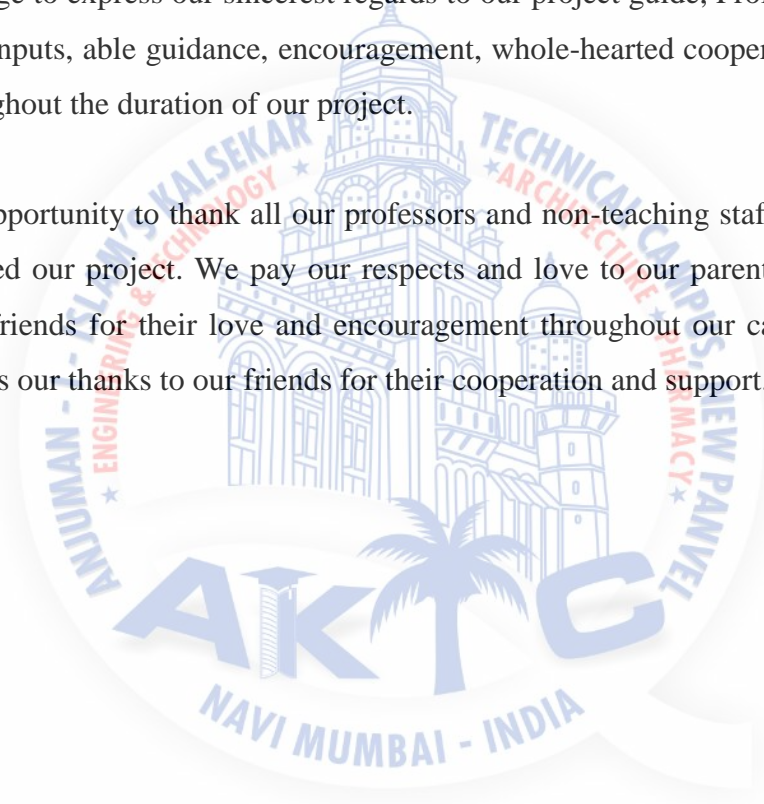 ge to express our sincerest regards to our project guide, Pro
nputs, able guidance, encouragement, whole-hearted cooper
ghout the duration of our project.
pportunity to thank all our professors and non-teaching staf
ed our project. We pay our respects and love to our parent
friends for their love and encouragement throughout our ca
s our thanks to our friends for their cooperation and support.
ANJUMAN - I - ISLAM'S KALSEKAR TECHNICAL CAMPUS, NEW PANVEL
★ ENGINEERING & TECHNOLOGY ★ ★ ARCHITECTURE ★ PHARMACY ★
AKTC
NAVI MUMBAI - INDIA